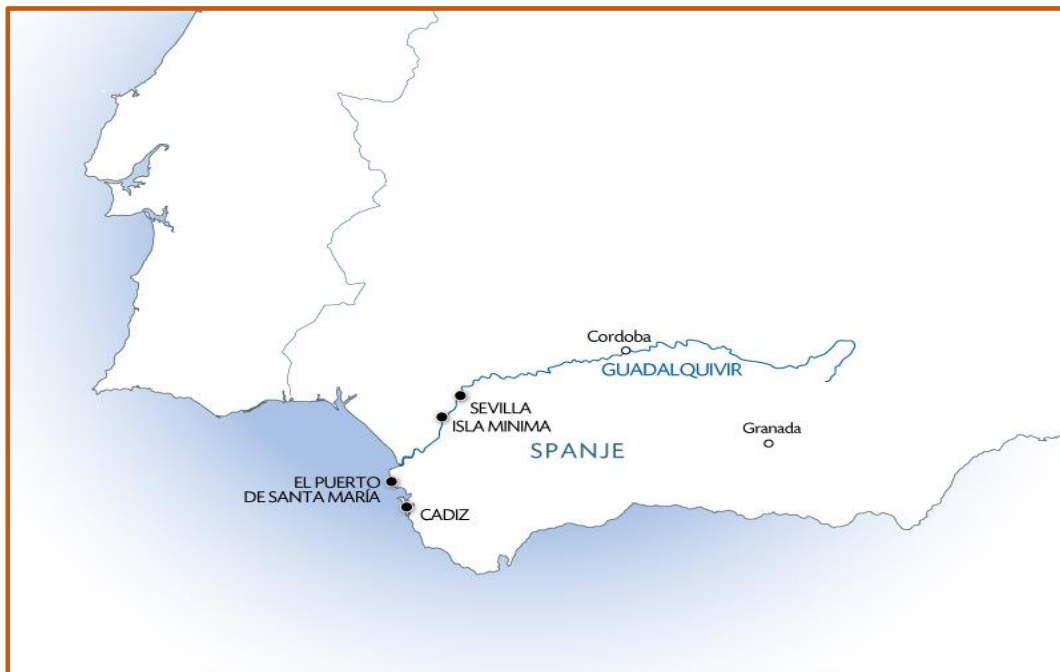 Cordoba
GUADALQUIVIR
SEVILLA
ISLA MINIMA
Granada
SPANJE
EL PUERTO
DE SANTA MARÍA
CADIZ